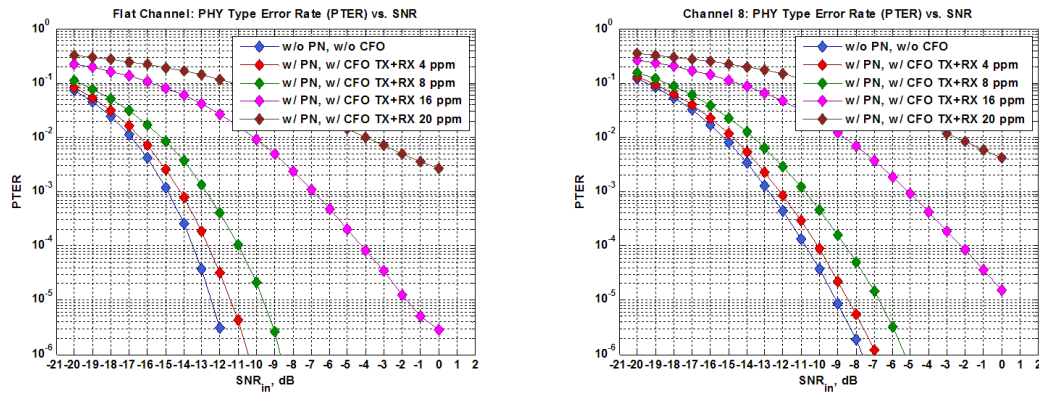 Flat Channel: PHY Type Error Rate (PTER) vs. SNR
10^0
10^-1
10^-2
10^-3
10^-4
10^-5
10^-6
PTER
w/o PN, w/o CFO
w/ PN, w/ CFO TX+RX 4 ppm
w/ PN, w/ CFO TX+RX 8 ppm
w/ PN, w/ CFO TX+RX 16 ppm
w/ PN, w/ CFO TX+RX 20 ppm
-21 -20 -19 -18 -17 -16 -15 -14 -13 -12 -11 -10 -9 -8 -7 -6 -5 -4 -3 -2 -1 0 1 2
SNR_in, dB
Channel 8: PHY Type Error Rate (PTER) vs. SNR
10^0
10^-1
10^-2
10^-3
10^-4
10^-5
10^-6
PTER
w/o PN, w/o CFO
w/ PN, w/ CFO TX+RX 4 ppm
w/ PN, w/ CFO TX+RX 8 ppm
w/ PN, w/ CFO TX+RX 16 ppm
w/ PN, w/ CFO TX+RX 20 ppm
-21 -20 -19 -18 -17 -16 -15 -14 -13 -12 -11 -10 -9 -8 -7 -6 -5 -4 -3 -2 -1 0 1 2
SNR_in, dB